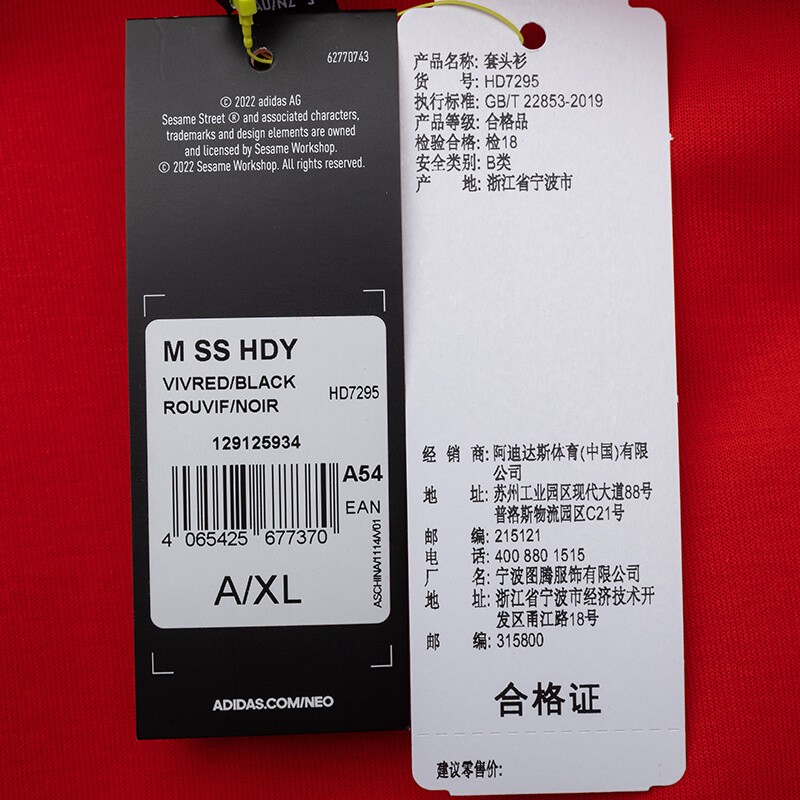 62770743
© 2022 adidas AG
Sesame Street ® and associated characters,
trademarks and design elements are owned
and licensed by Sesame Workshop.
© 2022 Sesame Workshop. All rights reserved.
M SS HDY
VIVRED/BLACK
ROUVIF/NOIR
HD7295
129125934
A54
EAN
4 065425 677370
ASCHINA/1114/V01
A/XL
ADIDAS.COM/NEO
产品名称: 套头衫
货 号: HD7295
执行标准: GB/T 22853-2019
产品等级: 合格品
检验合格: 检18
安全类别: B类
产 地: 浙江省宁波市
经 销 商: 阿迪达斯体育(中国)有限
公司
地 址: 苏州工业园区现代大道88号
普洛斯物流园区C21号
邮 编: 215121
电 话: 400 880 1515
厂 名: 宁波图腾服饰有限公司
地 址: 浙江省宁波市经济技术开
发区甬江路18号
邮 编: 315800
合格证
建议零售价: